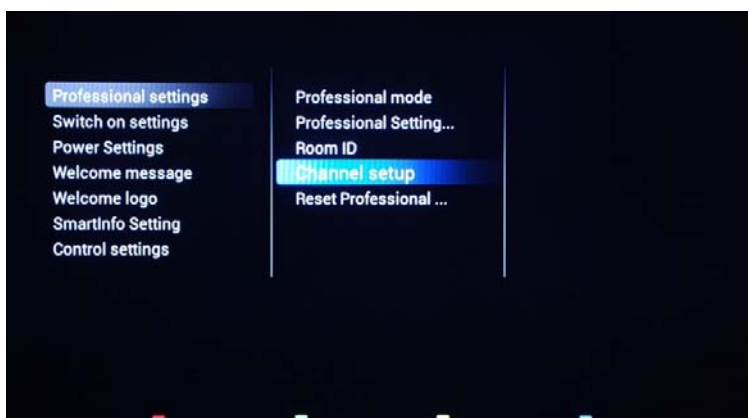 Professional settings
Switch on settings
Power Settings
Welcome message
Welcome logo
SmartInfo Setting
Control settings
Professional mode
Professional Setting...
Room ID
Channel setup
Reset Professional ...